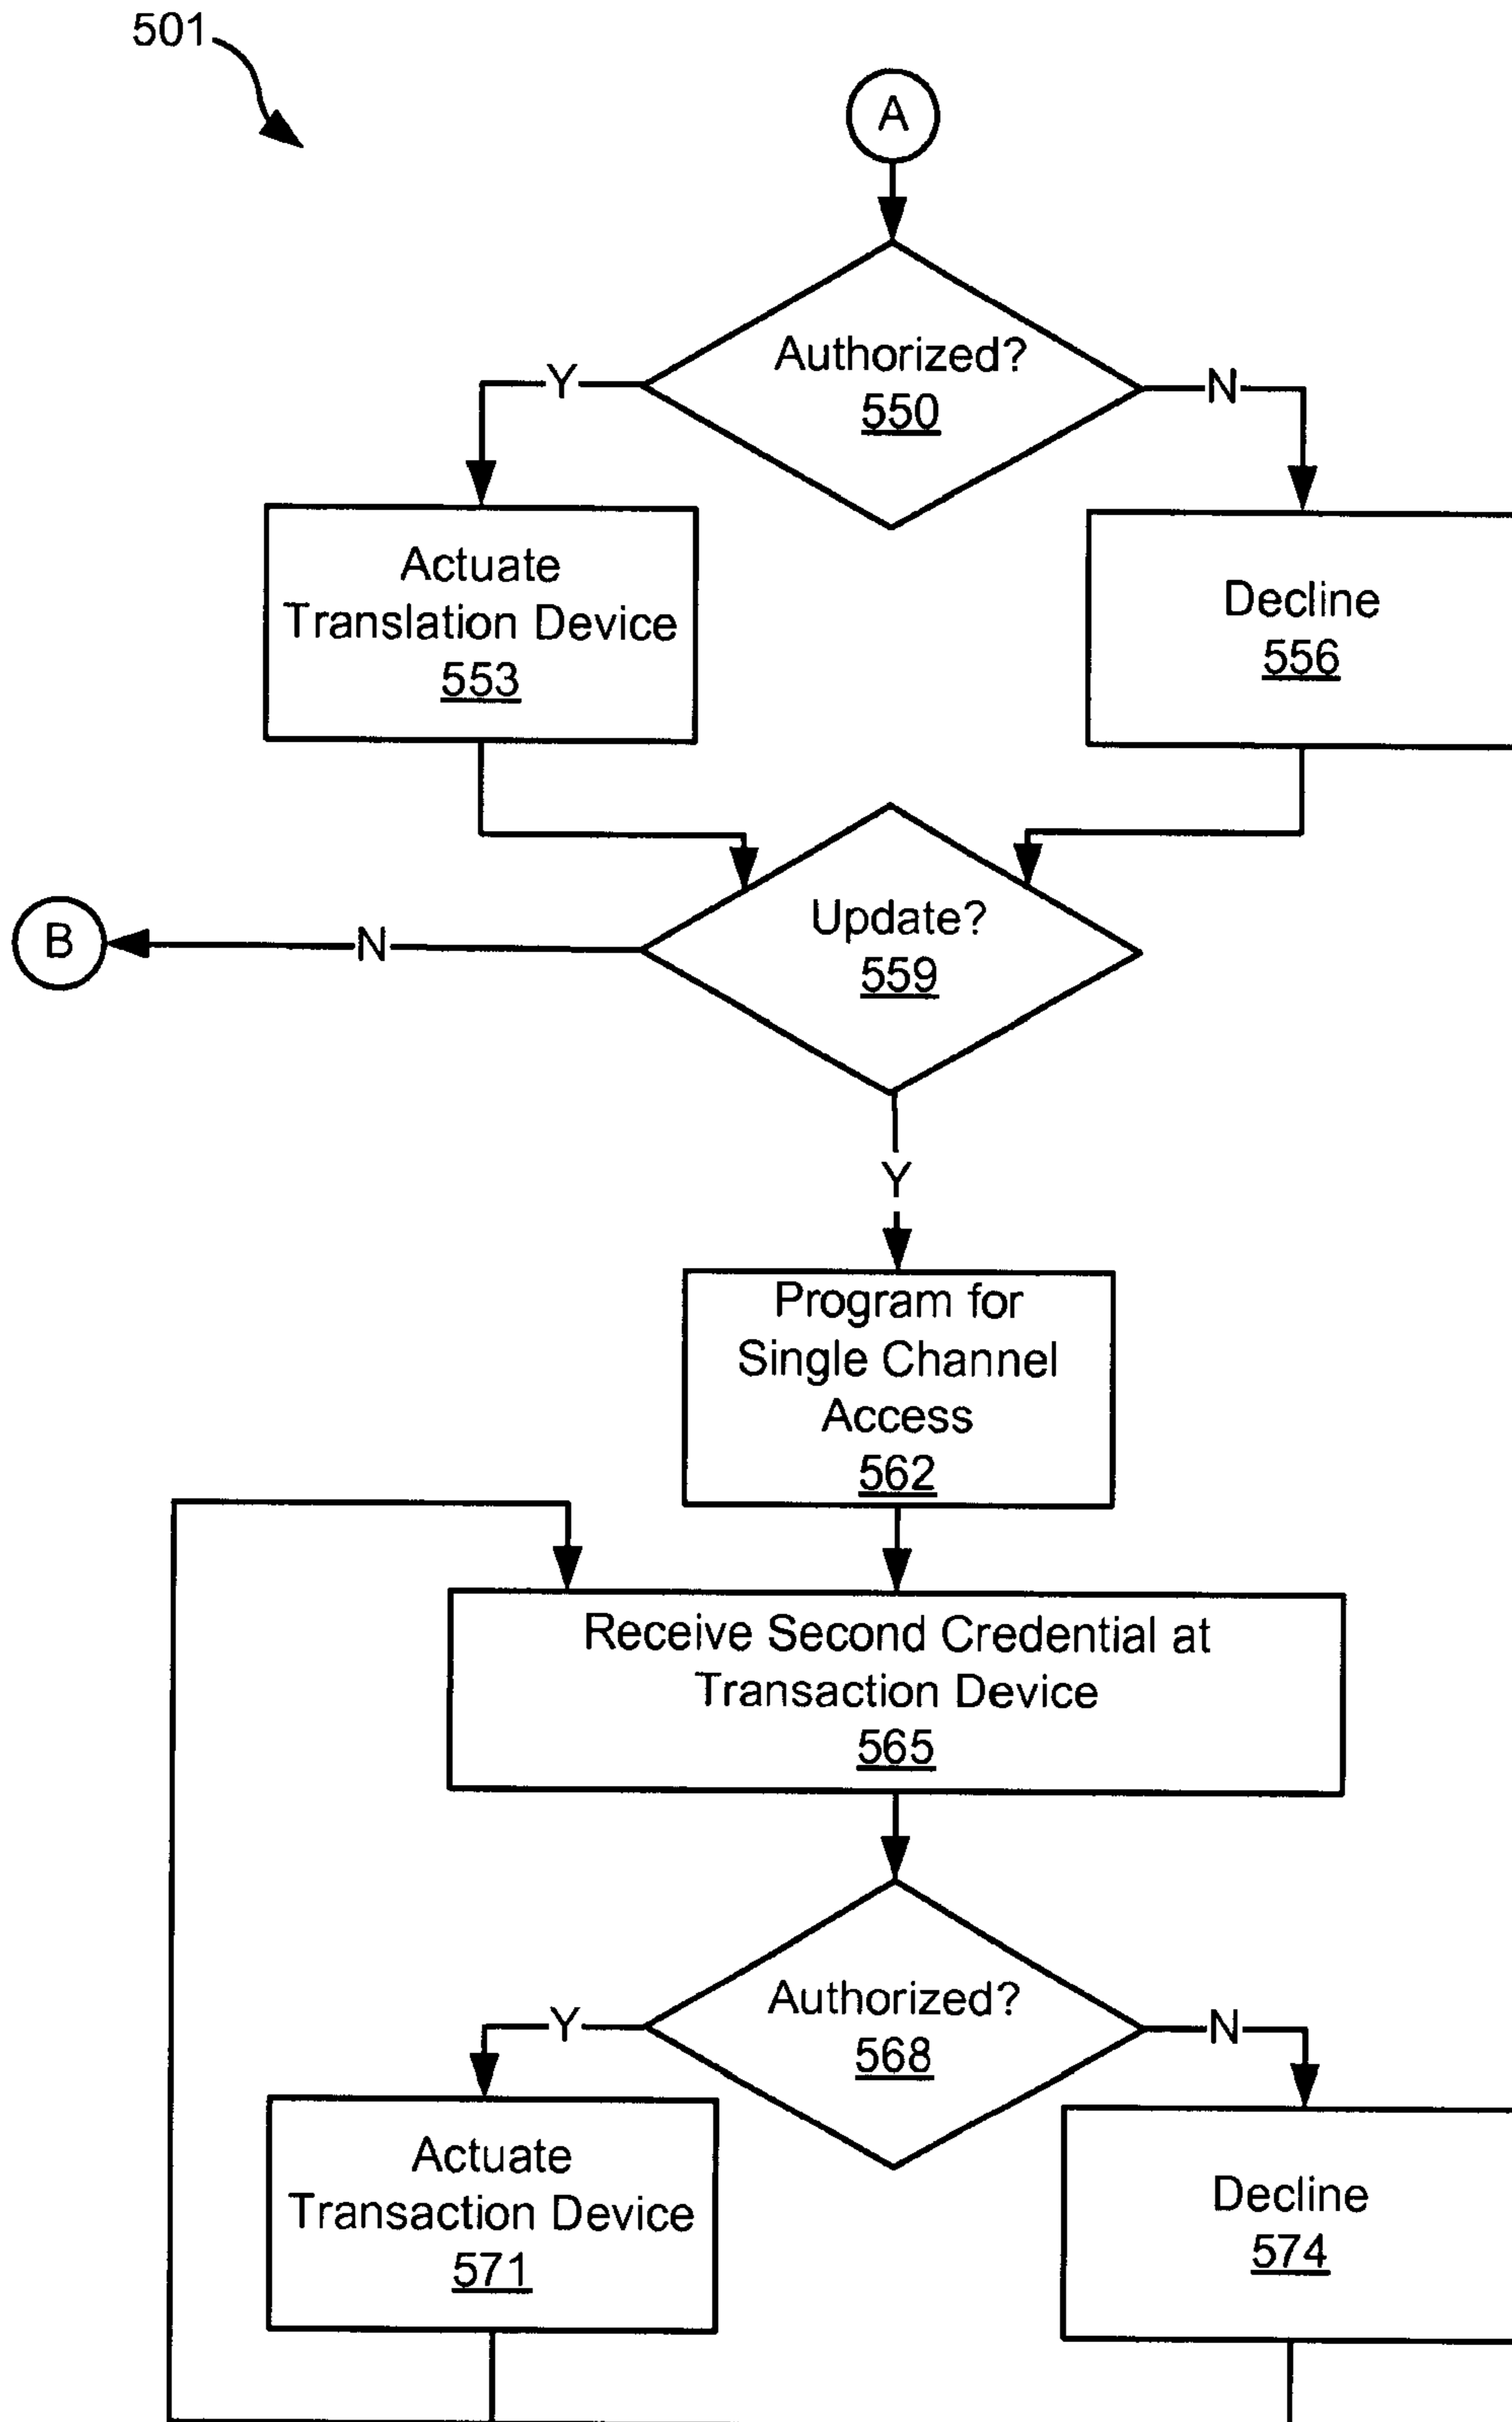 501
A
Authorized?
550
Y
N
Actuate
Translation Device
553
Decline
556
Update?
559
B
N
Y
Program for
Single Channel
Access
562
Receive Second Credential at
Transaction Device
565
Authorized?
568
Y
N
Actuate
Transaction Device
571
Decline
574